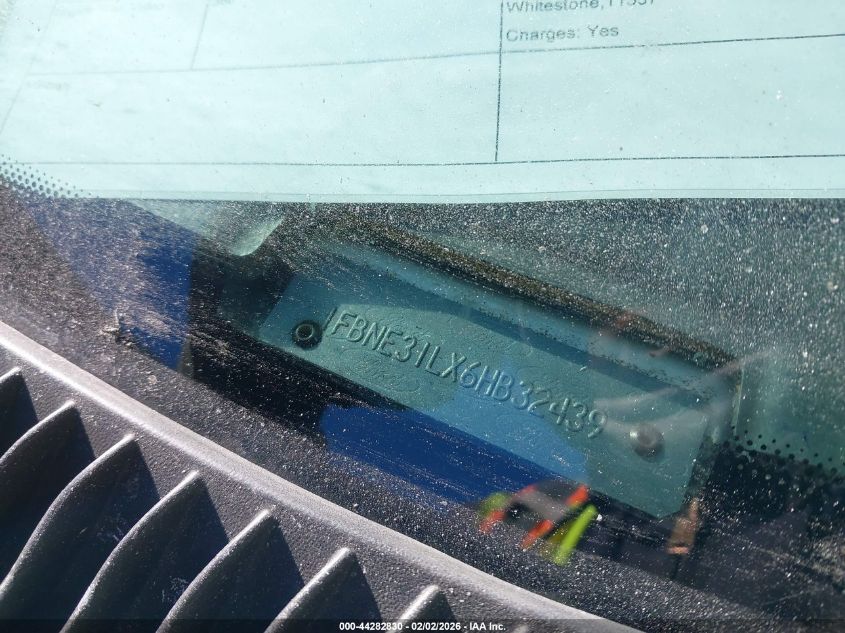 Whitestone,11357
Charges: Yes
1FBNE31LX6HB32439
000-44282830 - 02/02/2026 - IAA Inc.